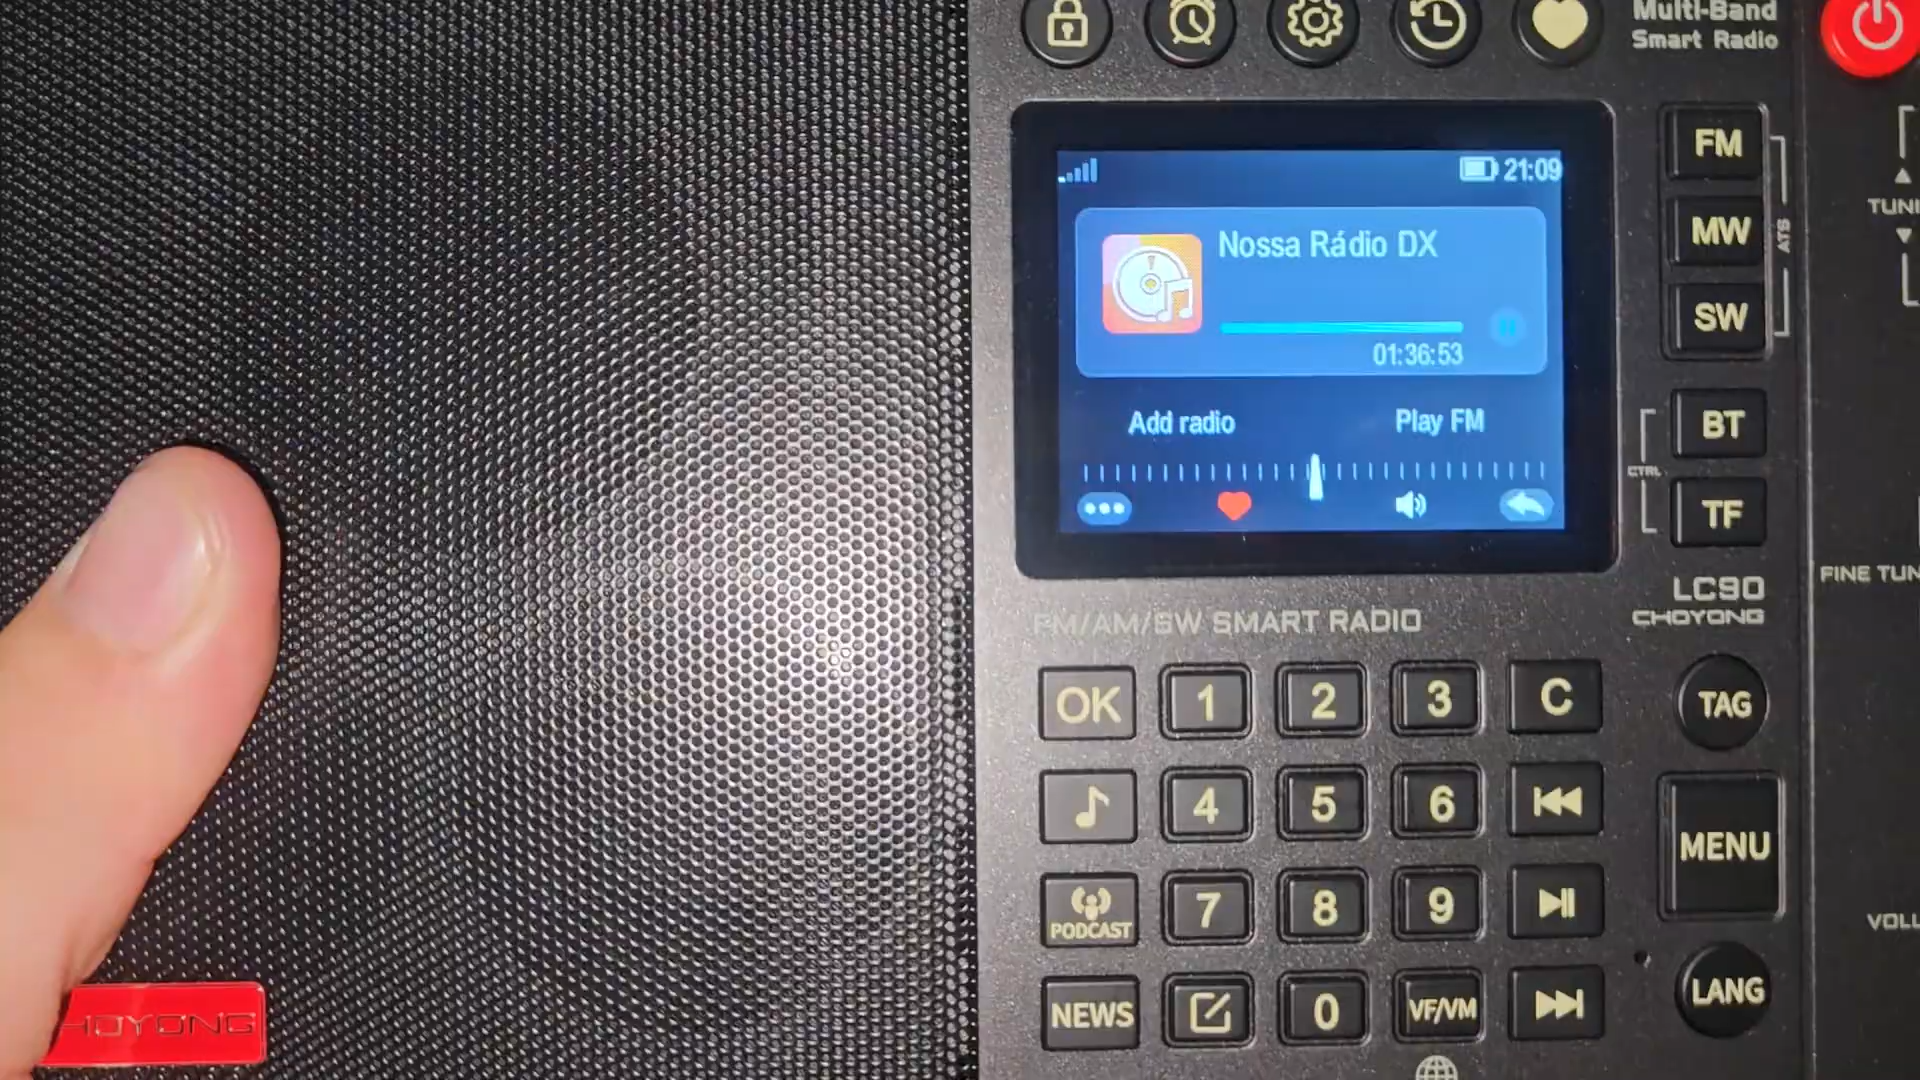 Multi-Band
Smart Radio
21:09
Nossa Rádio DX
01:36:53
Add radio
Play FM
FM
MW
SW
ATS
BT
TF
CTRL
LC90
CHOYONG
FM/AM/SW SMART RADIO
OK
1
2
3
C
TAG
4
5
6
MENU
PODCAST
7
8
9
NEWS
0
VF/VM
LANG
HOYONG
TUNI
FINE TUN
VOLU